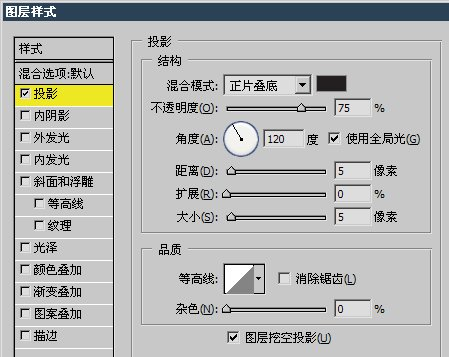 图层样式
样式
混合选项:默认
投影
内阴影
外发光
内发光
斜面和浮雕
等高线
纹理
光泽
颜色叠加
渐变叠加
图案叠加
描边
投影
结构
混合模式: 正片叠底
不透明度(O): 75 %
角度(A): 120 度 使用全局光(G)
距离(D): 5 像素
扩展(R): 0 %
大小(S): 5 像素
品质
等高线: 消除锯齿(L)
杂色(N): 0 %
图层挖空投影(U)